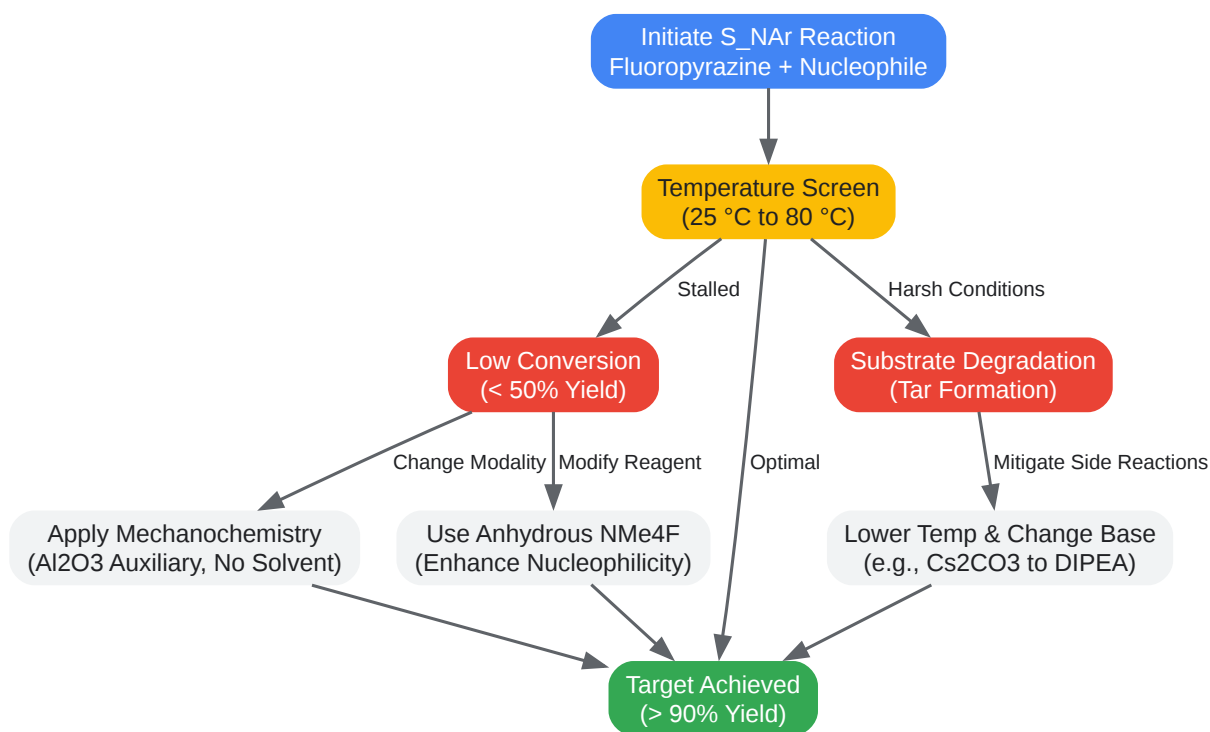 Initiate S_NAr Reaction
Fluoropyrazine + Nucleophile
Temperature Screen
(25 °C to 80 °C)
Stalled
Harsh Conditions
Low Conversion
(< 50% Yield)
Substrate Degradation
(Tar Formation)
Change Modality
Modify Reagent
Optimal
Mitigate Side Reactions
Apply Mechanochemistry
(Al2O3 Auxiliary, No Solvent)
Use Anhydrous NMe4F
(Enhance Nucleophilicity)
Lower Temp & Change Base
(e.g., Cs2CO3 to DIPEA)
Target Achieved
(> 90% Yield)